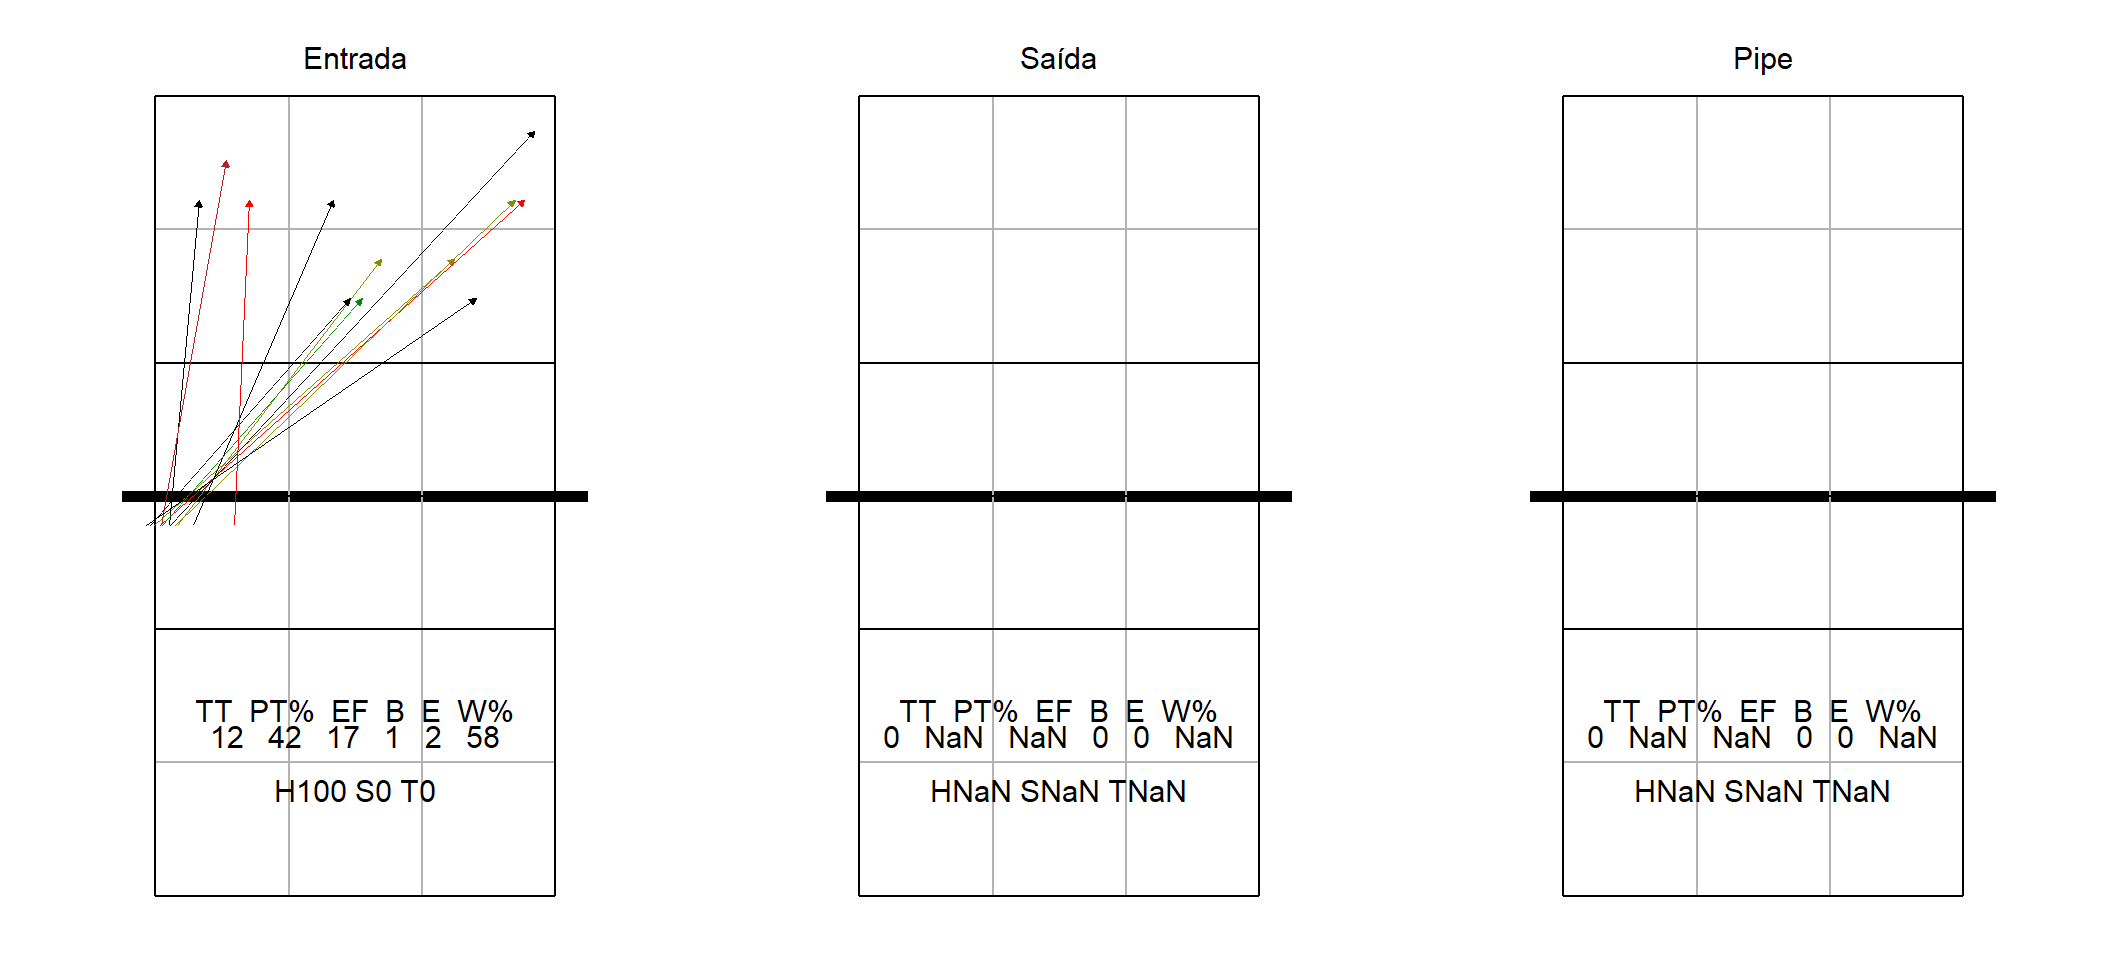 Entrada
TT PT% EF B E W%
12 42 17 1 2 58
H100 S0 T0
Saída
TT PT% EF B E W%
0 NaN NaN 0 0 NaN
HNaN SNaN TNaN
Pipe
TT PT% EF B E W%
0 NaN NaN 0 0 NaN
HNaN SNaN TNaN